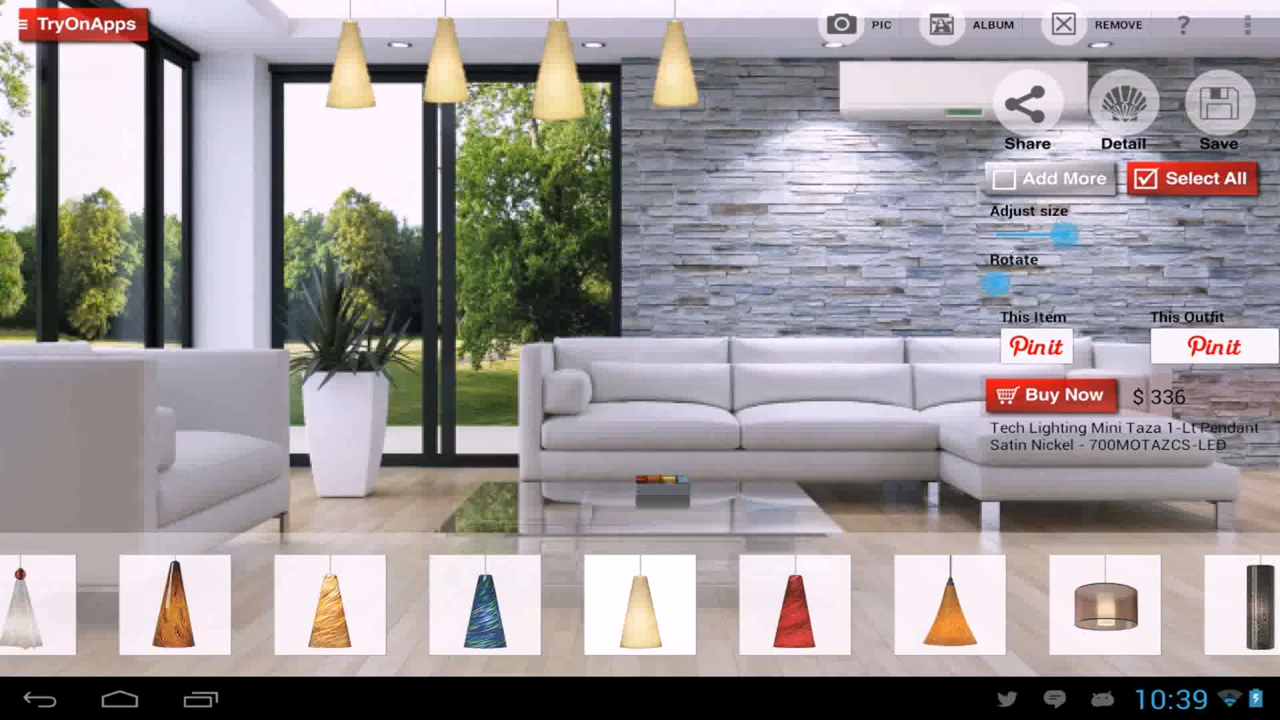 TryOnApps
PIC
ALBUM
REMOVE
?
Share
Detail
Save
Add More
Select All
Adjust size
Rotate
This Item
This Outfit
Pinit
Pinit
Buy Now
$ 336
Tech Lighting Mini Taza 1-Lt Pendant
Satin Nickel - 700MOTAZCS-LED
10:39